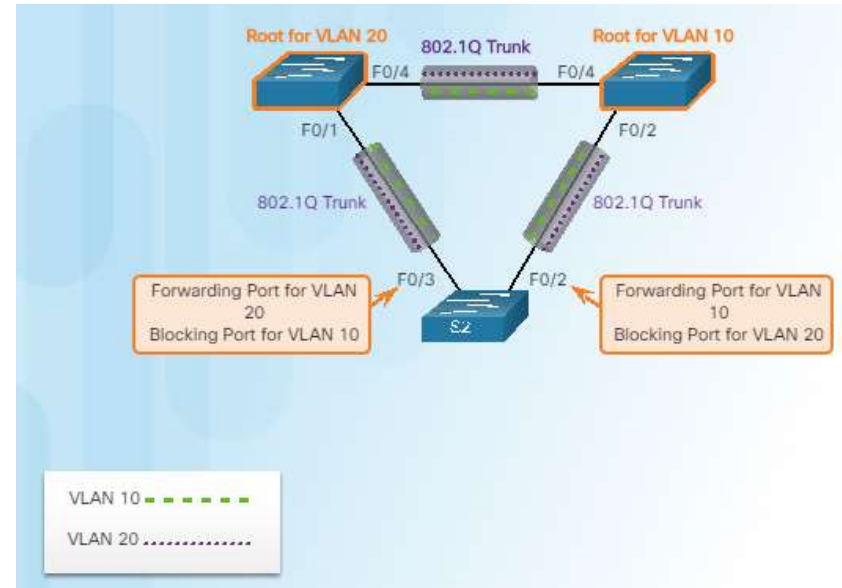 Root for VLAN 20
802.1Q Trunk
Root for VLAN 10
F0/4
F0/4
F0/1
F0/2
802.1Q Trunk
802.1Q Trunk
F0/3
F0/2
Forwarding Port for VLAN
20
Blocking Port for VLAN 10
Forwarding Port for VLAN
10
Blocking Port for VLAN 20
S2
VLAN 10
VLAN 20